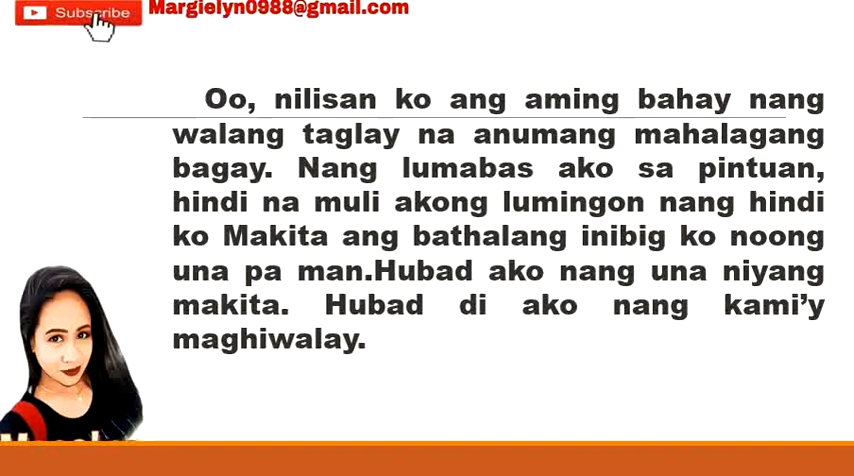 Subscribe Margielyn0988@gmail.com
Oo, nilisan ko ang aming bahay nang
walang taglay na anumang mahalagang
bagay. Nang lumabas ako sa pintuan,
hindi na muli akong lumingon nang hindi
ko Makita ang bathalang inibig ko noong
una pa man.Hubad ako nang una niyang
makita. Hubad di ako nang kami’y
maghiwalay.